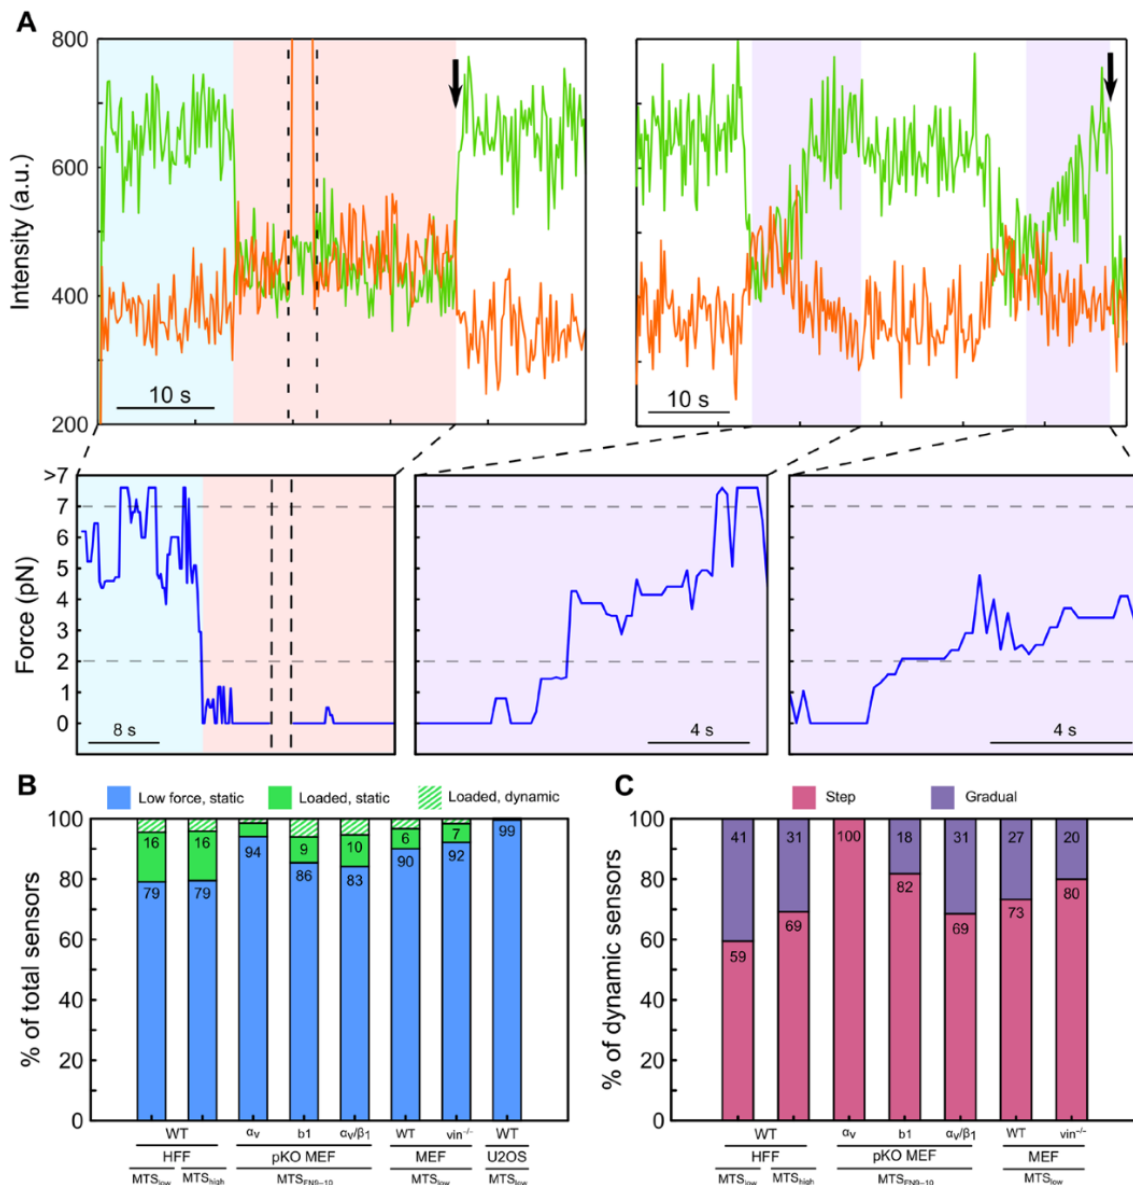 A
Intensity (a.u.)
800
600
400
200
10 s
10 s
Force (pN)
>7
7
6
5
4
3
2
1
0
8 s
4 s
4 s
B
Low force, static
Loaded, static
Loaded, dynamic
% of total sensors
100
80
60
40
20
0
16
79
16
79
94
9
86
10
83
6
90
7
92
99
WT
αv
b1
αv/β1
WT
vin–/–
WT
HFF
pKO MEF
MEF
U2OS
MTSlow
MTShigh
MTSFN9–10
MTSlow
MTSlow
C
Step
Gradual
% of dynamic sensors
100
80
60
40
20
0
41
59
31
69
100
18
82
31
69
27
73
20
80
WT
αv
b1
αv/β1
WT
vin–/–
HFF
pKO MEF
MEF
MTSlow
MTShigh
MTSFN9–10
MTSlow